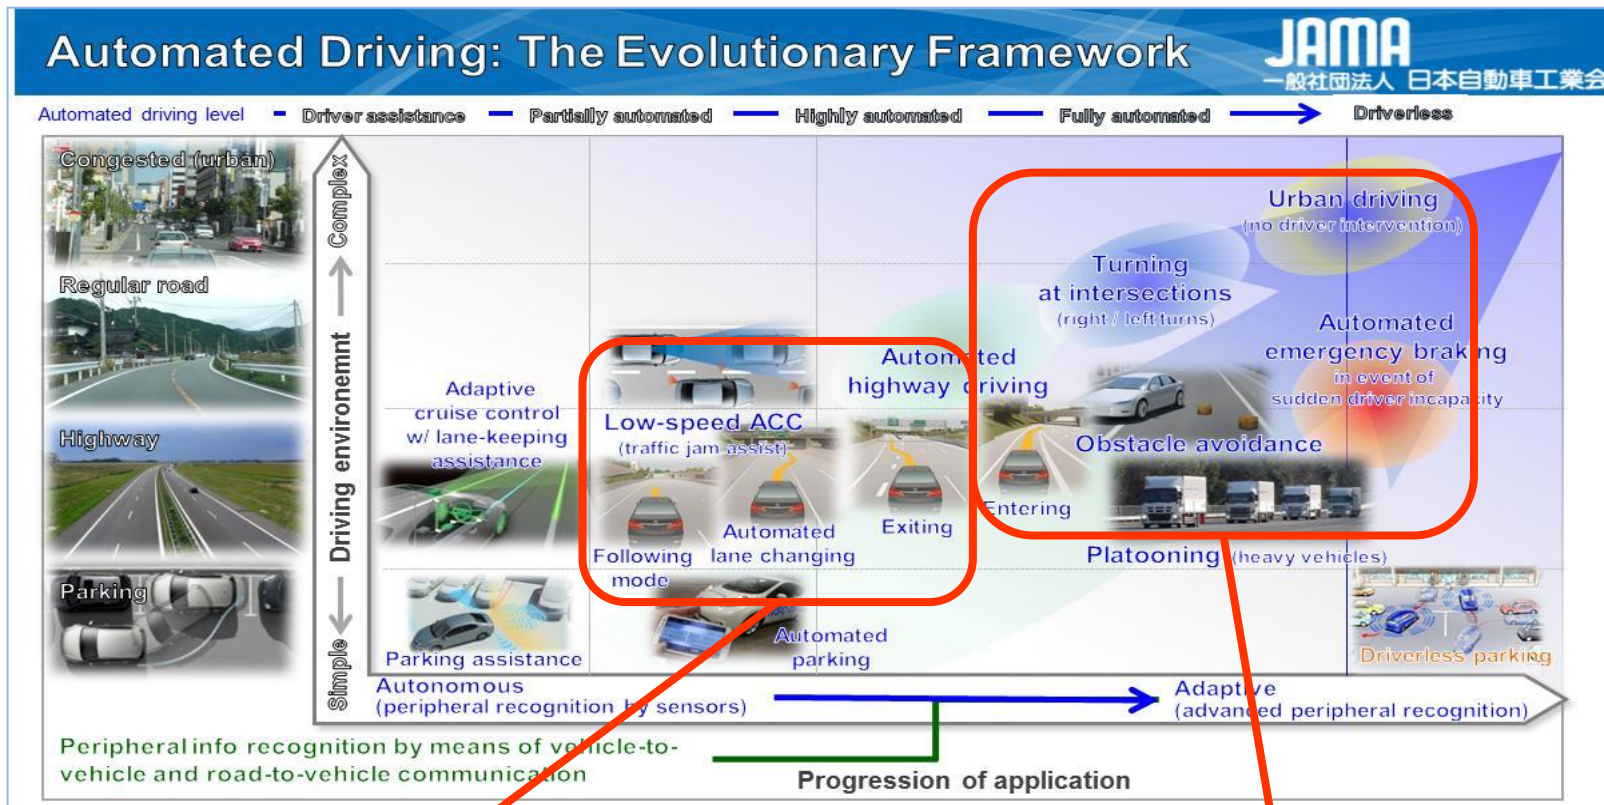 Automated Driving: The Evolutionary Framework
JAMA
一般社団法人 日本自動車工業会
Automated driving level
Driver assistance
Partially automated
Highly automated
Fully automated
Driverless
Congested (urban)
Regular road
Highway
Parking
Complex
Driving environemnt
Simple
Urban driving
(no driver intervention)
Turning
at intersections
(right / left turns)
Automated
emergency braking
in event of
sudden driver incapacity
Automated
highway driving
Adaptive
cruise control
w/ lane-keeping
assistance
Low-speed ACC
(traffic jam assist)
Obstacle avoidance
Following
mode
Automated
lane changing
Exiting
Entering
Platooning (heavy vehicles)
Parking assistance
Automated
parking
Driverless parking
Autonomous
(peripheral recognition by sensors)
Adaptive
(advanced peripheral recognition)
Peripheral info recognition by means of vehicle-to-
vehicle and road-to-vehicle communication
Progression of application